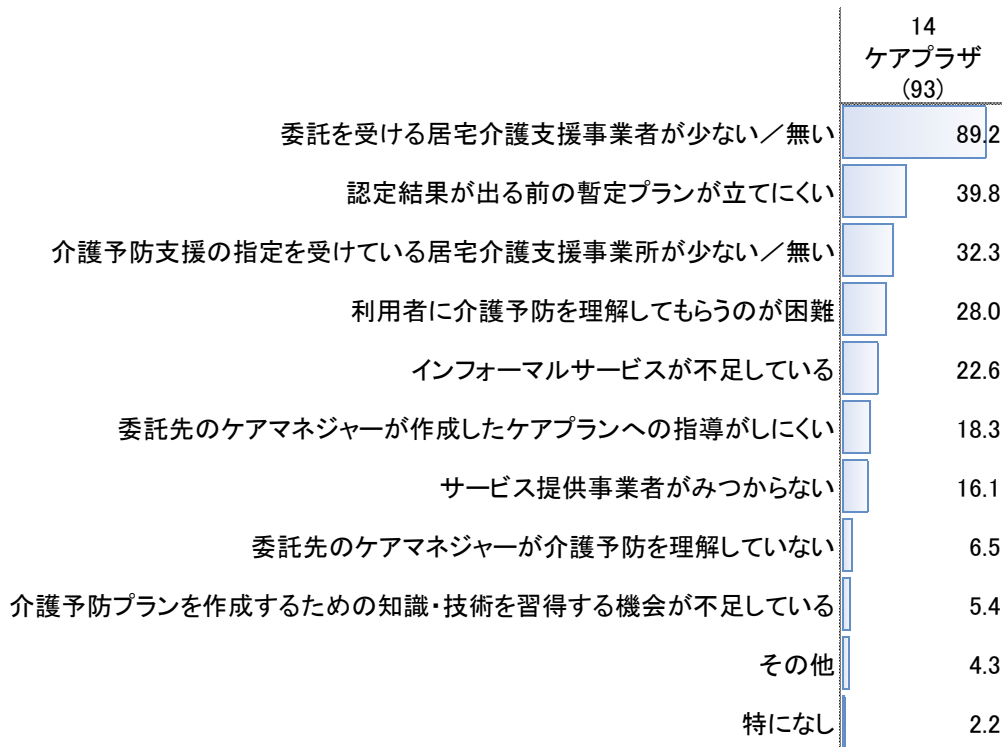 14
ケアプラザ
(93)
委託を受ける居宅介護支援事業者が少ない／無い 89.2
認定結果が出る前の暫定プランが立てにくい 39.8
介護予防支援の指定を受けている居宅介護支援事業所が少ない／無い 32.3
利用者に介護予防を理解してもらうのが困難 28.0
インフォーマルサービスが不足している 22.6
委託先のケアマネジャーが作成したケアプランへの指導がしにくい 18.3
サービス提供事業者がみつからない 16.1
委託先のケアマネジャーが介護予防を理解していない 6.5
介護予防プランを作成するための知識・技術を習得する機会が不足している 5.4
その他 4.3
特になし 2.2